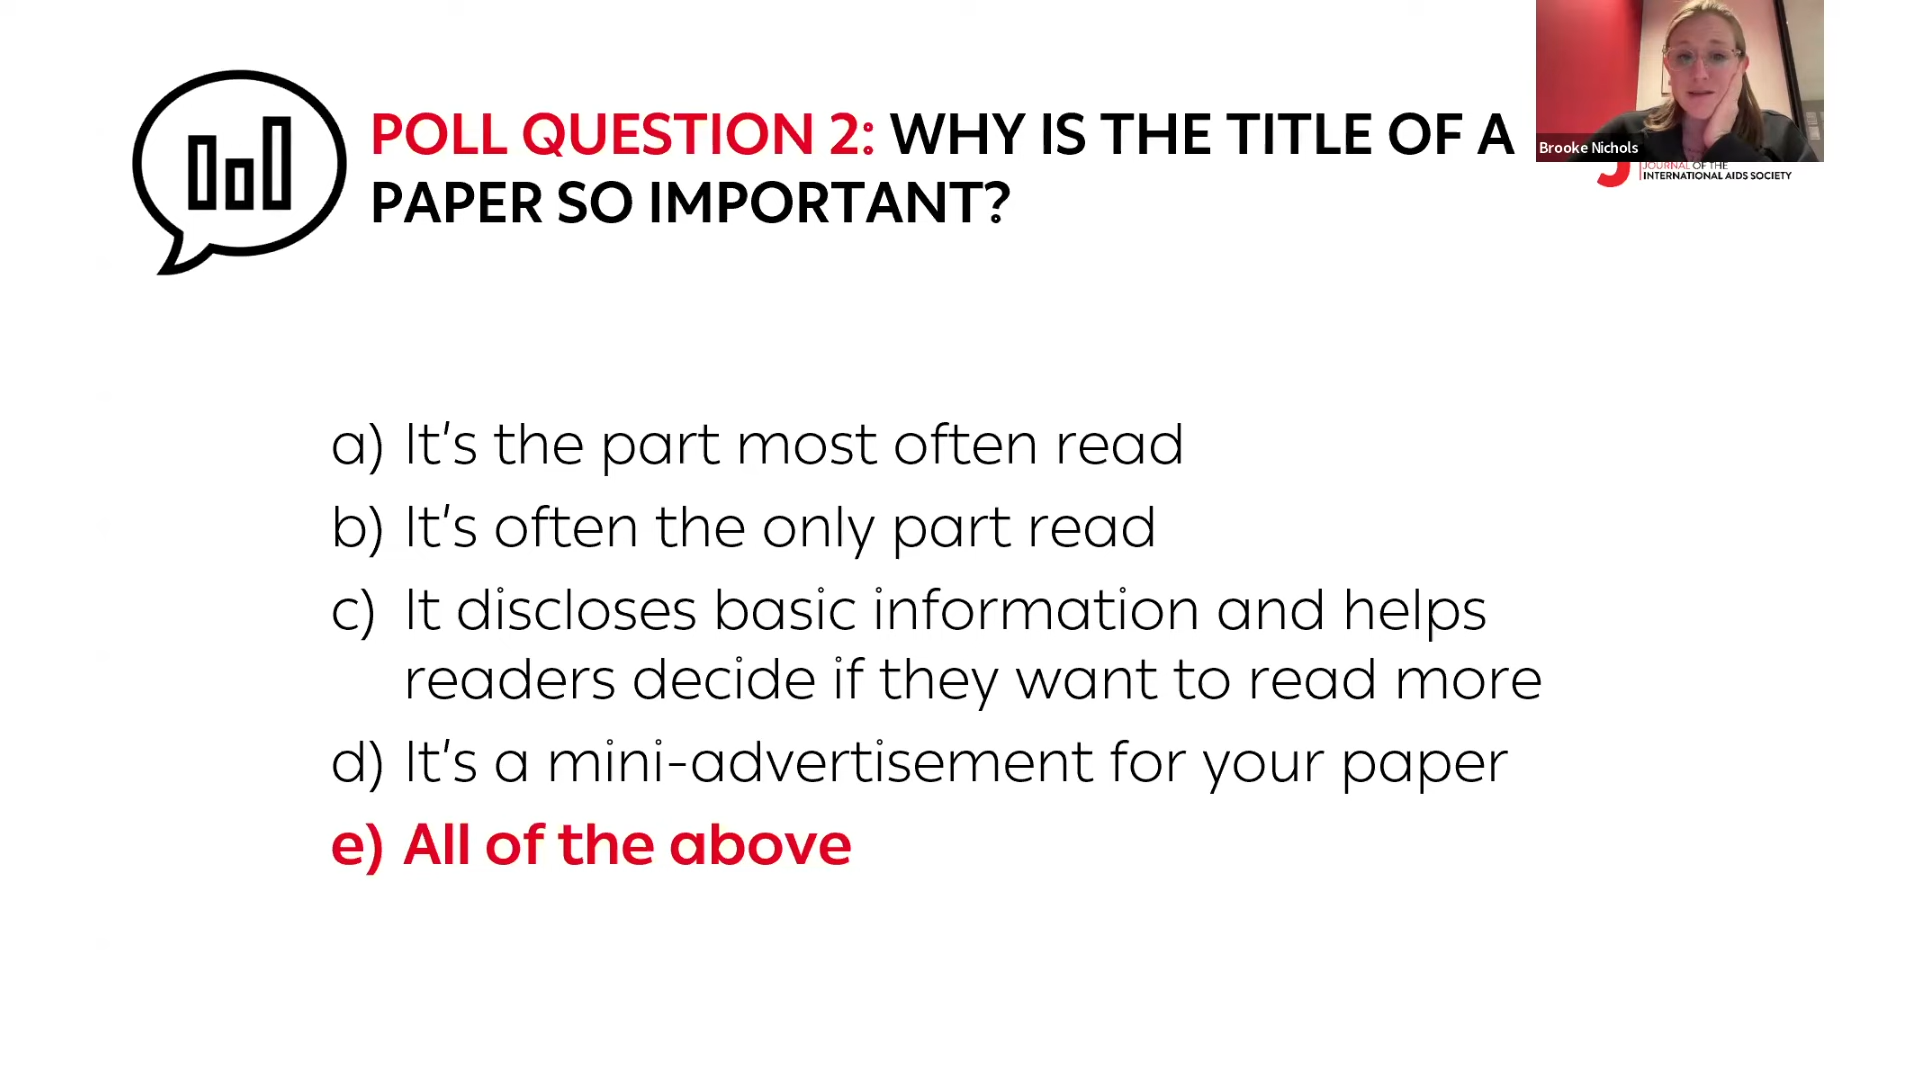 POLL QUESTION 2: WHY IS THE TITLE OF A
PAPER SO IMPORTANT?
Brooke Nichols
JOURNAL OF THE
INTERNATIONAL AIDS SOCIETY
a) It's the part most often read
b) It's often the only part read
c) It discloses basic information and helps
readers decide if they want to read more
d) It's a mini-advertisement for your paper
e) All of the above